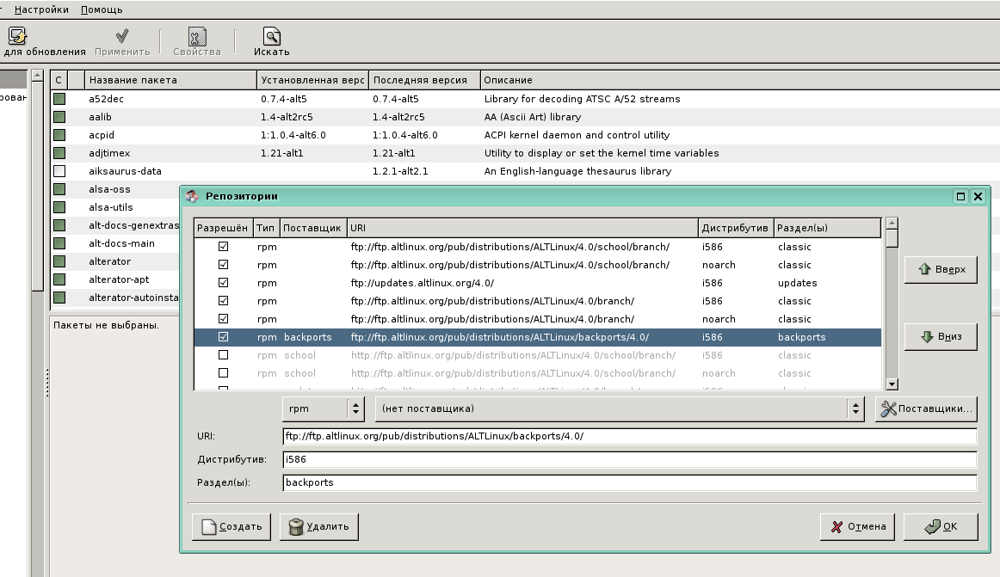 Настройки Помощь
для обновления Применить Свойства Искать
С Название пакета Установленная верс Последняя версия Описание
a52dec 0.7.4-alt5 0.7.4-alt5 Library for decoding ATSC A/52 streams
aalib 1.4-alt2rc5 1.4-alt2rc5 AA (Ascii Art) library
acpid 1:1.0.4-alt6.0 1:1.0.4-alt6.0 ACPI kernel daemon and control utility
adjtimex 1.21-alt1 1.21-alt1 Utility to display or set the kernel time variables
aiksaurus-data 1.2.1-alt2.1 An English-language thesaurus library
alsa-oss
alsa-utils
alt-docs-genextras
alt-docs-main
alterator
alterator-apt
alterator-autoinsta
Пакеты не выбраны.
Репозитории
Разрешён Тип Поставщик URI Дистрибутив Раздел(ы)
rpm ftp://ftp.altlinux.org/pub/distributions/ALTLinux/4.0/school/branch/ i586 classic
rpm ftp://ftp.altlinux.org/pub/distributions/ALTLinux/4.0/school/branch/ noarch classic
rpm ftp://updates.altlinux.org/4.0/ i586 updates
rpm ftp://ftp.altlinux.org/pub/distributions/ALTLinux/4.0/branch/ i586 classic
rpm ftp://ftp.altlinux.org/pub/distributions/ALTLinux/4.0/branch/ noarch classic
rpm backports ftp://ftp.altlinux.org/pub/distributions/ALTLinux/backports/4.0/ i586 backports
rpm school http://ftp.altlinux.org/pub/distributions/ALTLinux/4.0/school/branch/ i586 classic
rpm school http://ftp.altlinux.org/pub/distributions/ALTLinux/4.0/school/branch/ noarch classic
Вверх
Вниз
rpm (нет поставщика) Поставщики...
URI: ftp://ftp.altlinux.org/pub/distributions/ALTLinux/backports/4.0/
Дистрибутив: i586
Раздел(ы): backports
Создать Удалить Отмена OK